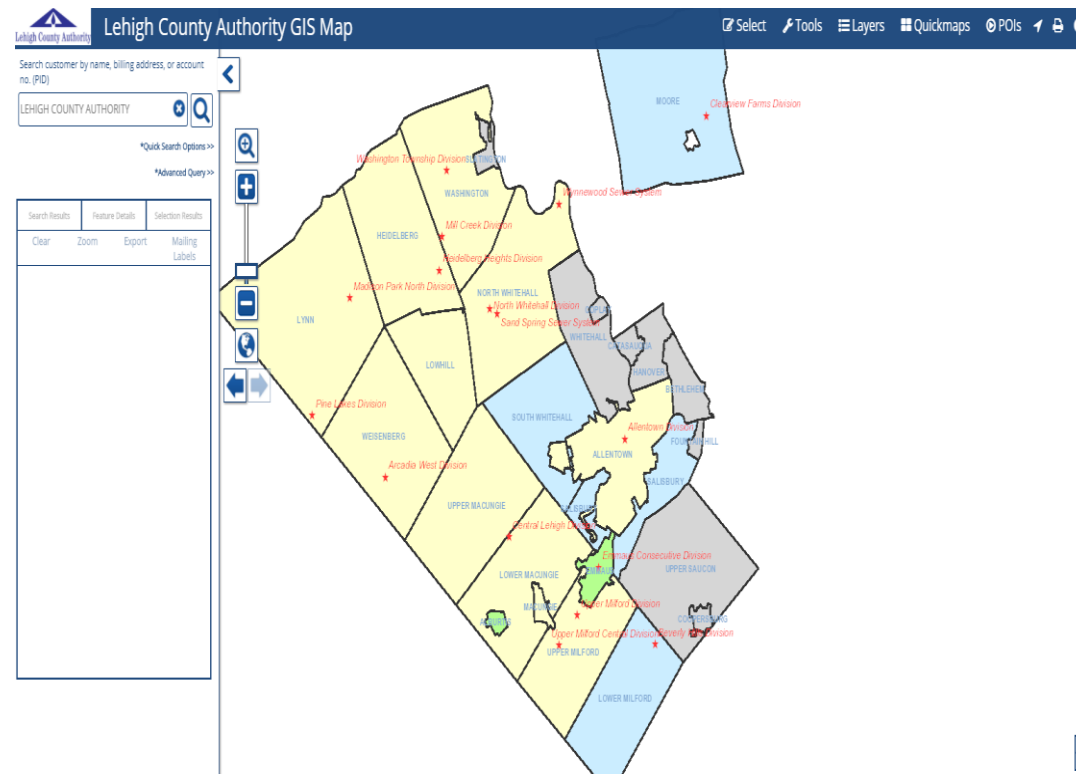 Lehigh County Authority
Lehigh County Authority GIS Map
Select
Tools
Layers
Quickmaps
POIs
Search customer by name, billing address, or account
no. (PID)
LEHIGH COUNTY AUTHORITY
*Quick Search Options >>
*Advanced Query >>
Search Results
Feature Details
Selection Results
Clear
Zoom
Export
Mailing
Labels
MOORE
Clearview Farms Division
Washington Township Division
WASHINGTON
Wynnewood Sewer System
HEIDELBERG
Mill Creek Division
Heidelberg Heights Division
Madison Park North Division
NORTH WHITEHALL
North Whitehall Division
Sand Spring Sewer System
LYNN
COPLAY
WHITEHALL
CATASAUQUA
HANOVER
LOWHILL
BETHLEHEM
Pine Lakes Division
SOUTH WHITEHALL
Allentown Division
WEISENBERG
FOUNTAIN HILL
ALLENTOWN
Arcadia West Division
SALISBURY
UPPER MACUNGIE
SALISBURY
Central Lehigh Division
Emmaus Consecutive Division
LOWER MACUNGIE
EMMAUS
UPPER SAUCON
MACUNGIE
Upper Milford Division
ALBURTIS
COOPERSBURG
Upper Milford Central Division
UPPER MILFORD
LOWER MILFORD